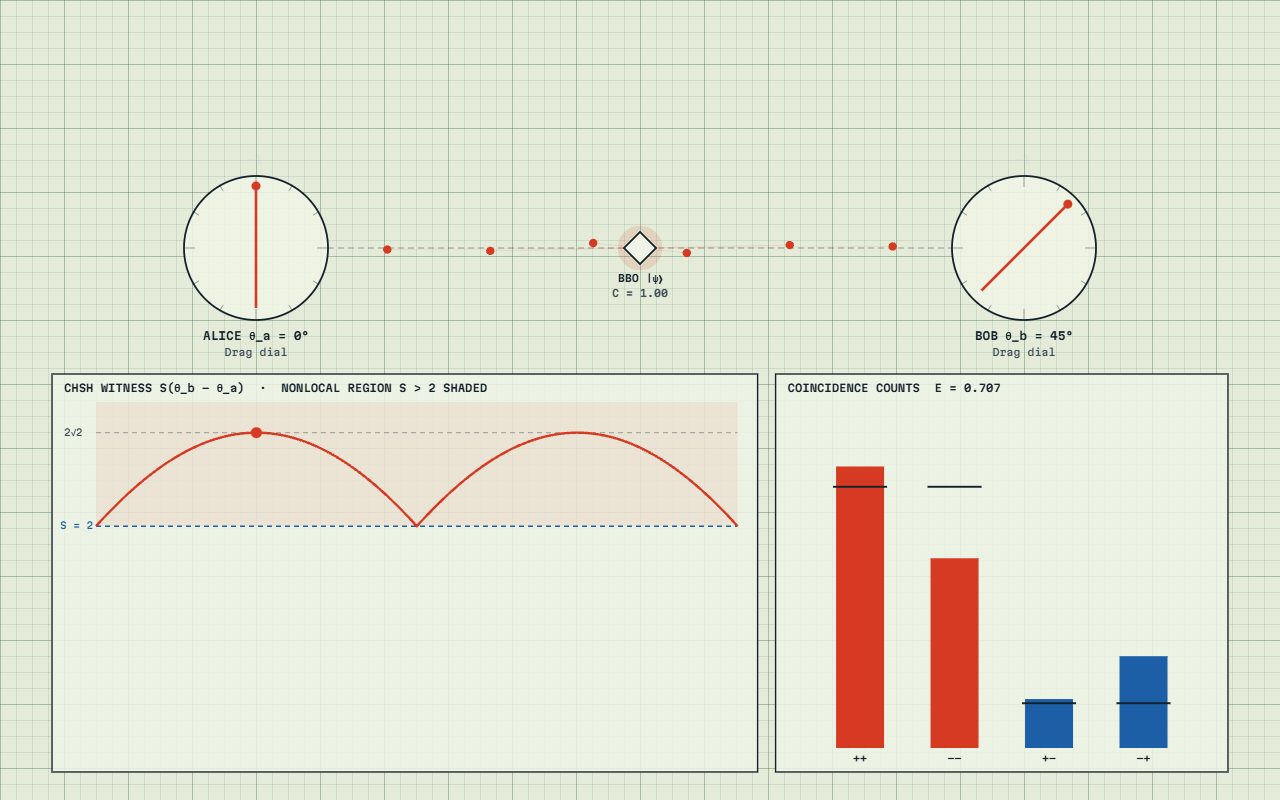 BBO |ψ⟩
C = 1.00
ALICE θ_a = 0°
Drag dial
BOB θ_b = 45°
Drag dial
CHSH WITNESS S(θ_b − θ_a) · NONLOCAL REGION S > 2 SHADED
2√2
S = 2
COINCIDENCE COUNTS E = 0.707
++
−−
+−
−+